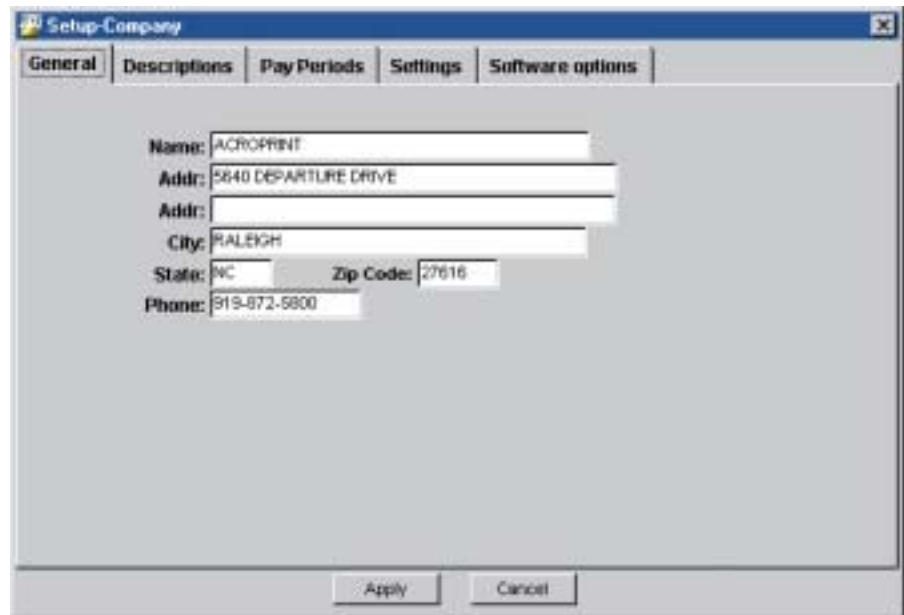 Setup-Company
General Descriptions Pay Periods Settings Software options
Name: ACROPRINT
Addr: 5640 DEPARTURE DRIVE
Addr:
City: RALEIGH
State: NC Zip Code: 27616
Phone: 919-872-5800
Apply Cancel